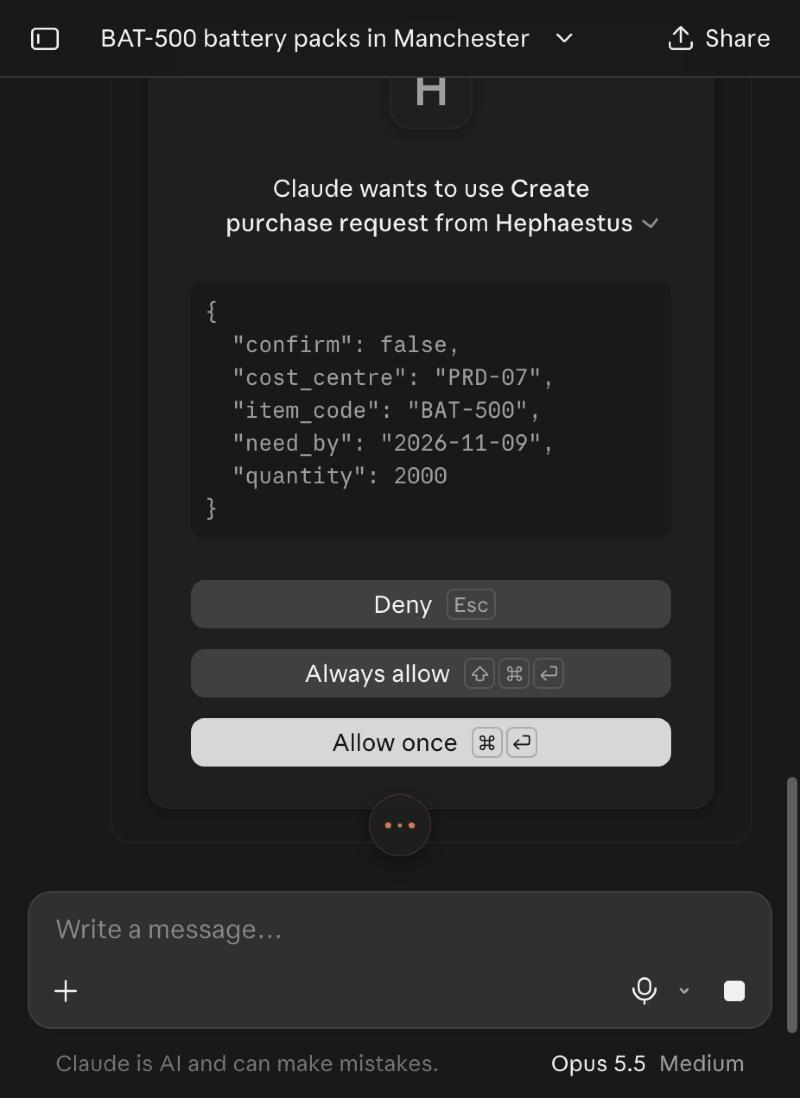 BAT-500 battery packs in Manchester
Share
H
Claude wants to use Create
purchase request from Hephaestus
{
"confirm": false,
"cost_centre": "PRD-07",
"item_code": "BAT-500",
"need_by": "2026-11-09",
"quantity": 2000
}
Deny Esc
Always allow ⇧ ⌘ ↵
Allow once ⌘ ↵
Write a message...
Claude is AI and can make mistakes.
Opus 5.5 Medium